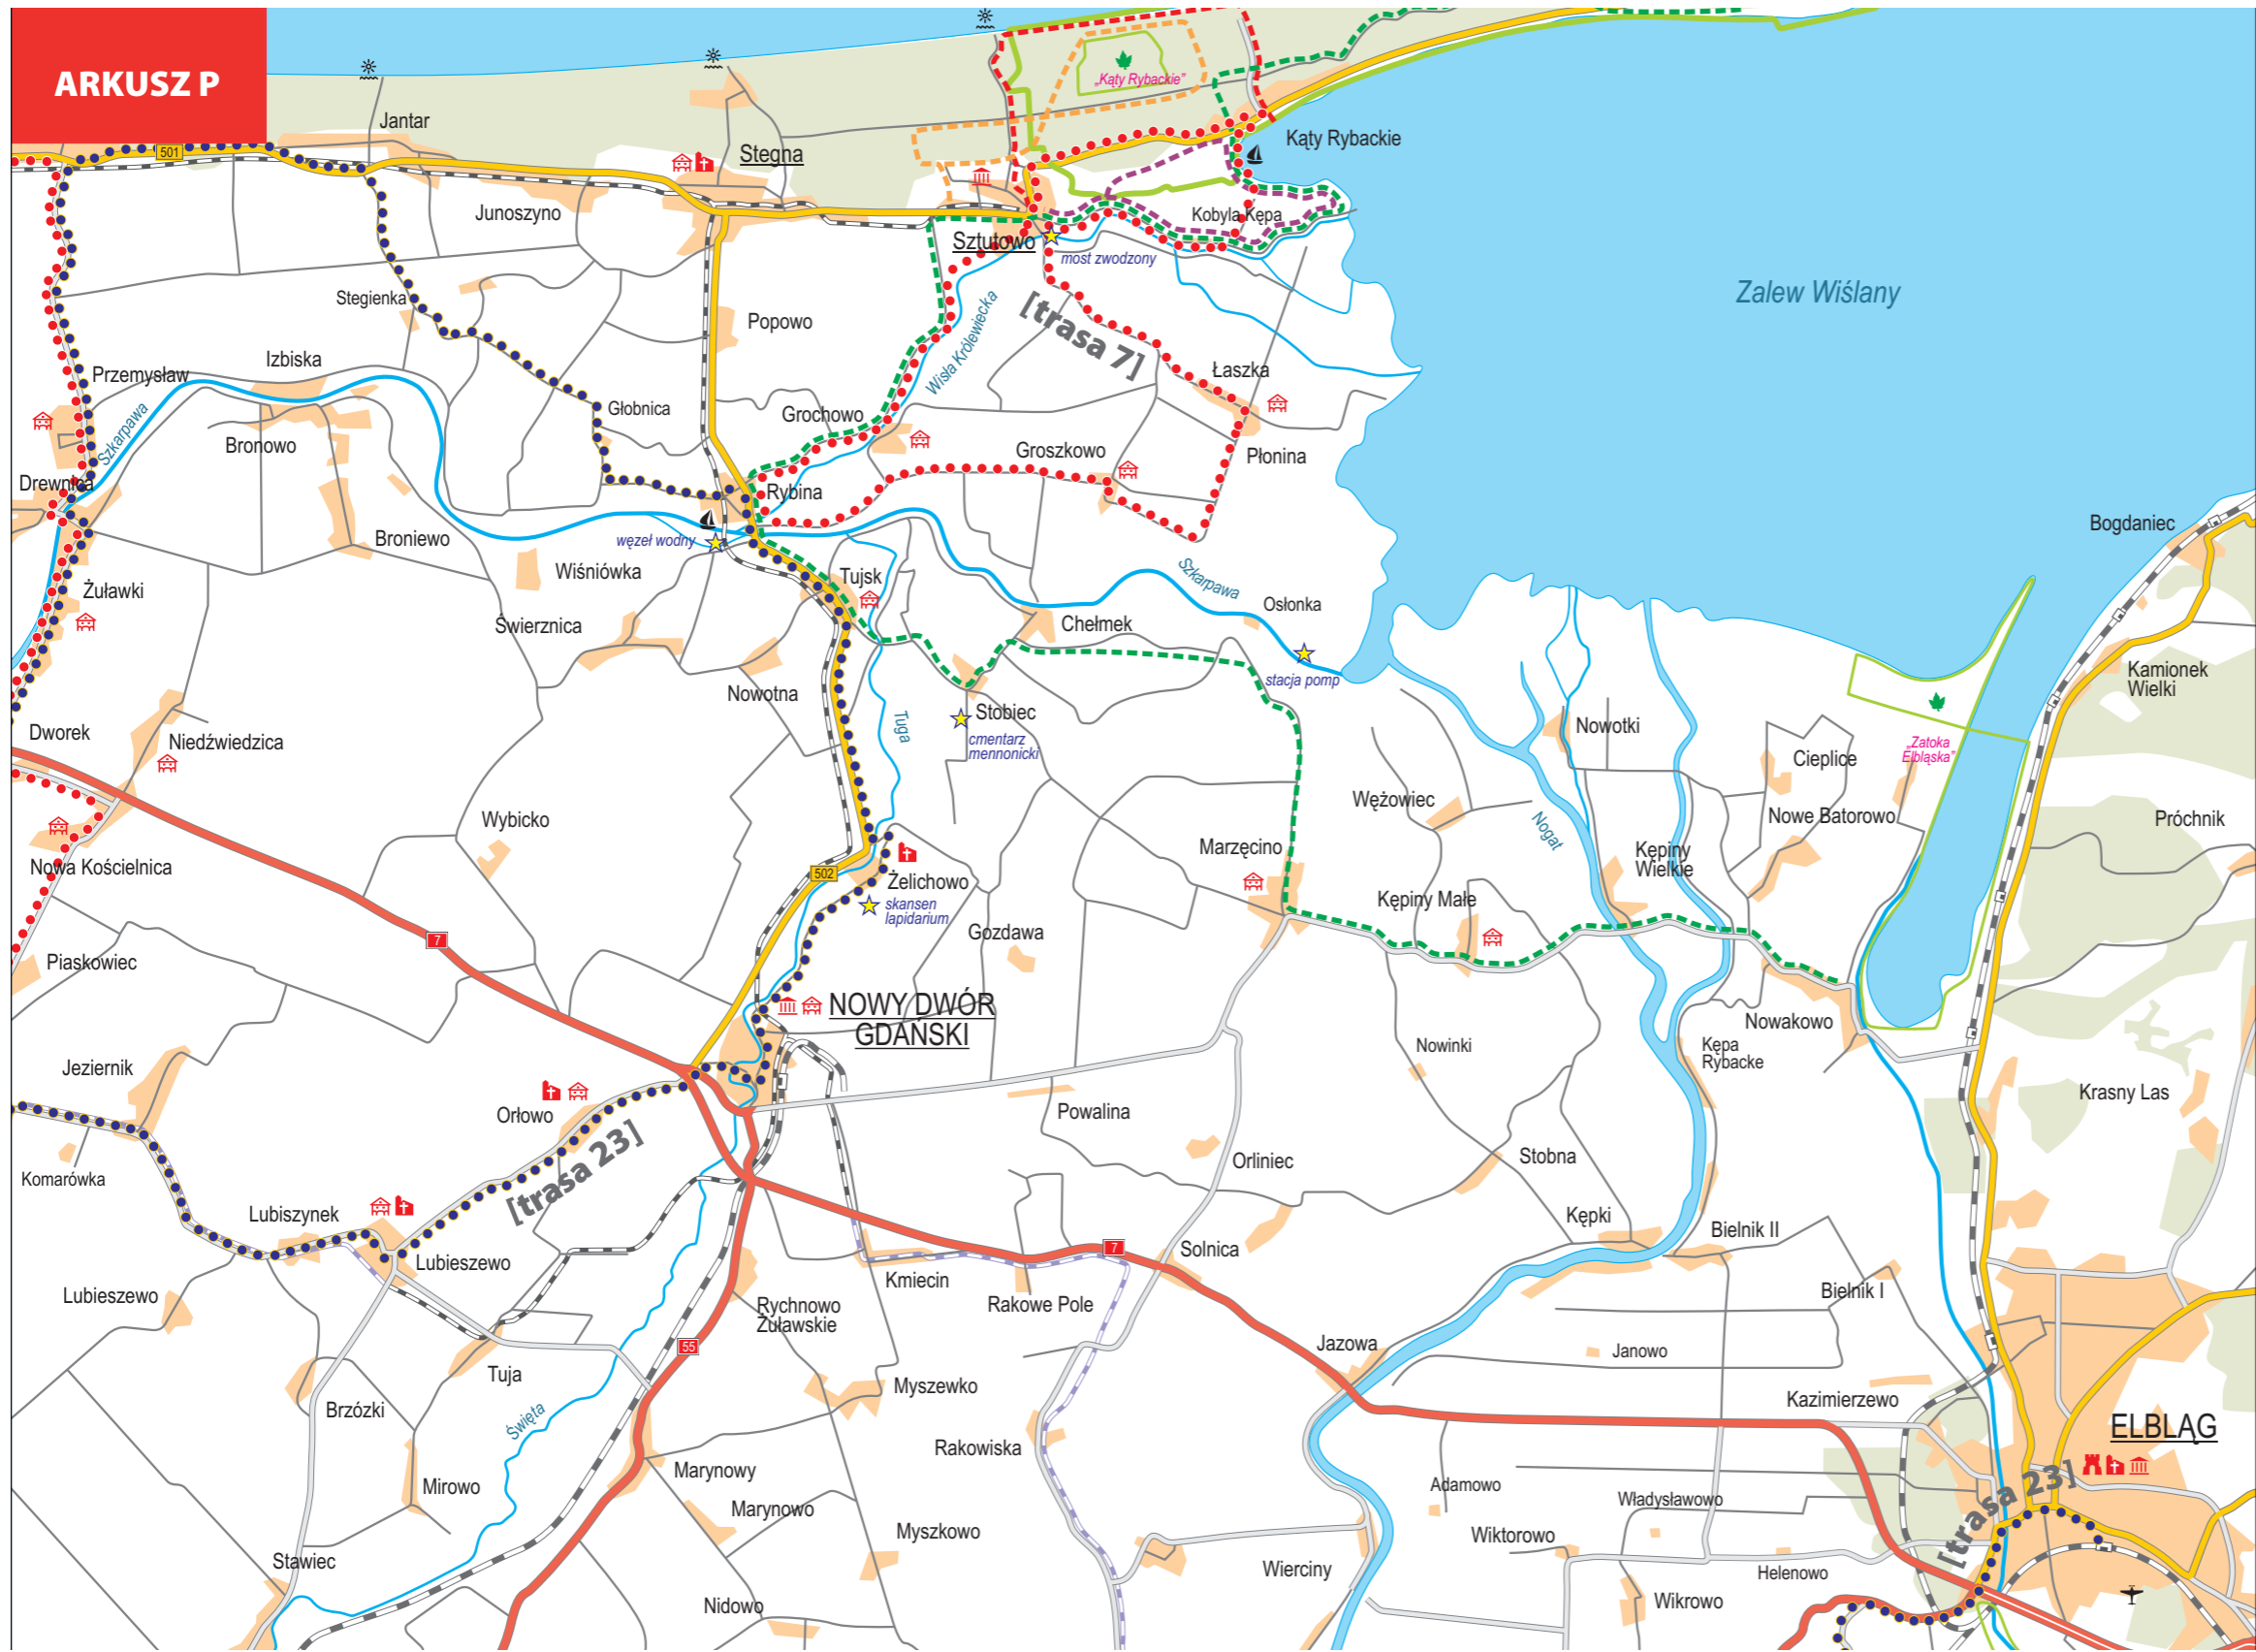 ARKUSZ P
„Kąty Rybackie”
Jantar
501
Stegna
Kąty Rybackie
Junoszyno
Kobyla Kępa
Sztutowo
most zwodzony
Zalew Wiślany
Stegienka
[trasa 7]
Wisła Królewiecka
Popowo
Izbiska
Przemysław
Łaszka
Szkarpawa
Głobnica
Grochowo
Bronowo
Groszkowo
Płonina
Drewnica
Rybina
Bogdaniec
Broniewo
węzeł wodny
Wiśniówka
Tujsk
Szkarpawa
Żuławki
Osłonka
Świerznica
Chełmek
Kamionek
Wielki
stacja pomp
Nowotna
Stobiec
Tuga
cmentarz
mennonicki
Nowotki
Dworek
Niedźwiedzica
„Zatoka
Elbląska”
Cieplice
Wężowiec
Wybicko
Nogat
Nowe Batorowo
Próchnik
Marzęcino
Kępiny
Wielkie
Nowa Kościelnica
502
Żelichowo
skansen
lapidarium
Kępiny Małe
Gozdawa
7
Piaskowiec
NOWY DWÓR
GDAŃSKI
Nowakowo
Nowinki
Kępa
Rybacke
Jeziernik
Krasny Las
Orłowo
Powalina
[trasa 23]
Stobna
Orliniec
Komarówka
Lubiszynek
Kępki
Bielnik II
Lubieszewo
7
Solnica
Kmiecin
Bielnik I
Lubieszewo
Rychnowo
Żuławskie
Rakowe Pole
55
Jazowa
Janowo
Tuja
Myszewko
Kazimierzewo
Brzózki
Święta
ELBLĄG
Rakowiska
Marynowy
Mirowo
Adamowo
[trasa 23]
Władysławowo
Marynowo
Myszkowo
Wiktorowo
Stawiec
Wierciny
Helenowo
Nidowo
Wikrowo